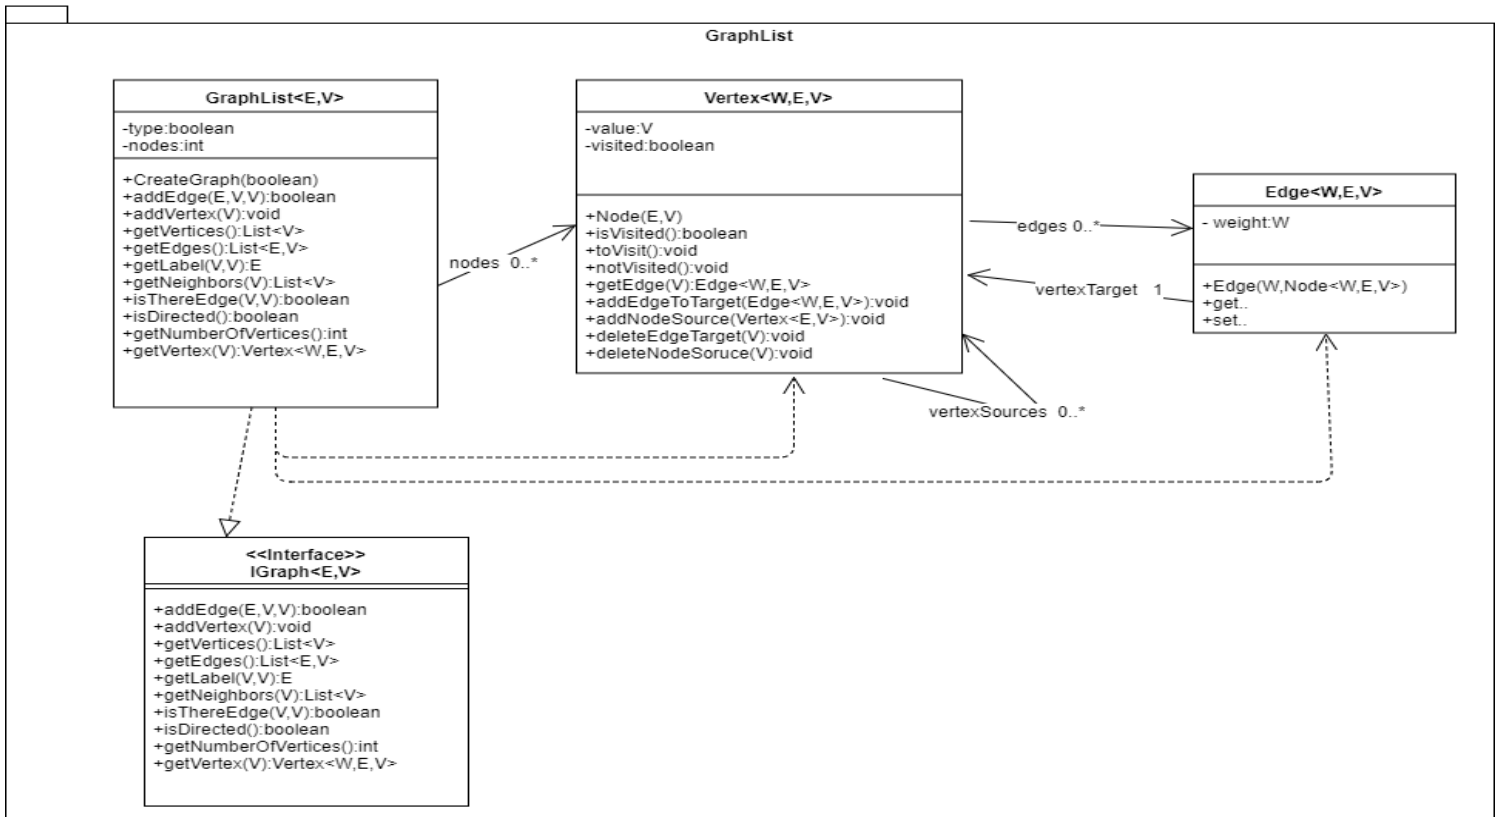 GraphList
GraphList<E,V>
-type:boolean
-nodes:int
+CreateGraph(boolean)
+addEdge(E,V,V):boolean
+addVertex(V):void
+getVertices():List<V>
+getEdges():List<E,V>
+getLabel(V,V):E
+getNeighbors(V):List<V>
+isThereEdge(V,V):boolean
+isDirected():boolean
+getNumberOfVertices():int
+getVertex(V):Vertex<W,E,V>
nodes 0..*
Vertex<W,E,V>
-value:V
-visited:boolean
+Node(E,V)
+isVisited():boolean
+toVisit():void
+notVisited():void
+getEdge(V):Edge<W,E,V>
+addEdgeToTarget(Edge<W,E,V>):void
+addNodeSource(Vertex<E,V>):void
+deleteEdgeTarget(V):void
+deleteNodeSoruce(V):void
edges 0..*
vertexTarget 1
vertexSources 0..*
Edge<W,E,V>
- weight:W
+Edge(W,Node<W,E,V>)
+get..
+set..
<<Interface>>
IGraph<E,V>
+addEdge(E,V,V):boolean
+addVertex(V):void
+getVertices():List<V>
+getEdges():List<E,V>
+getLabel(V,V):E
+getNeighbors(V):List<V>
+isThereEdge(V,V):boolean
+isDirected():boolean
+getNumberOfVertices():int
+getVertex(V):Vertex<W,E,V>